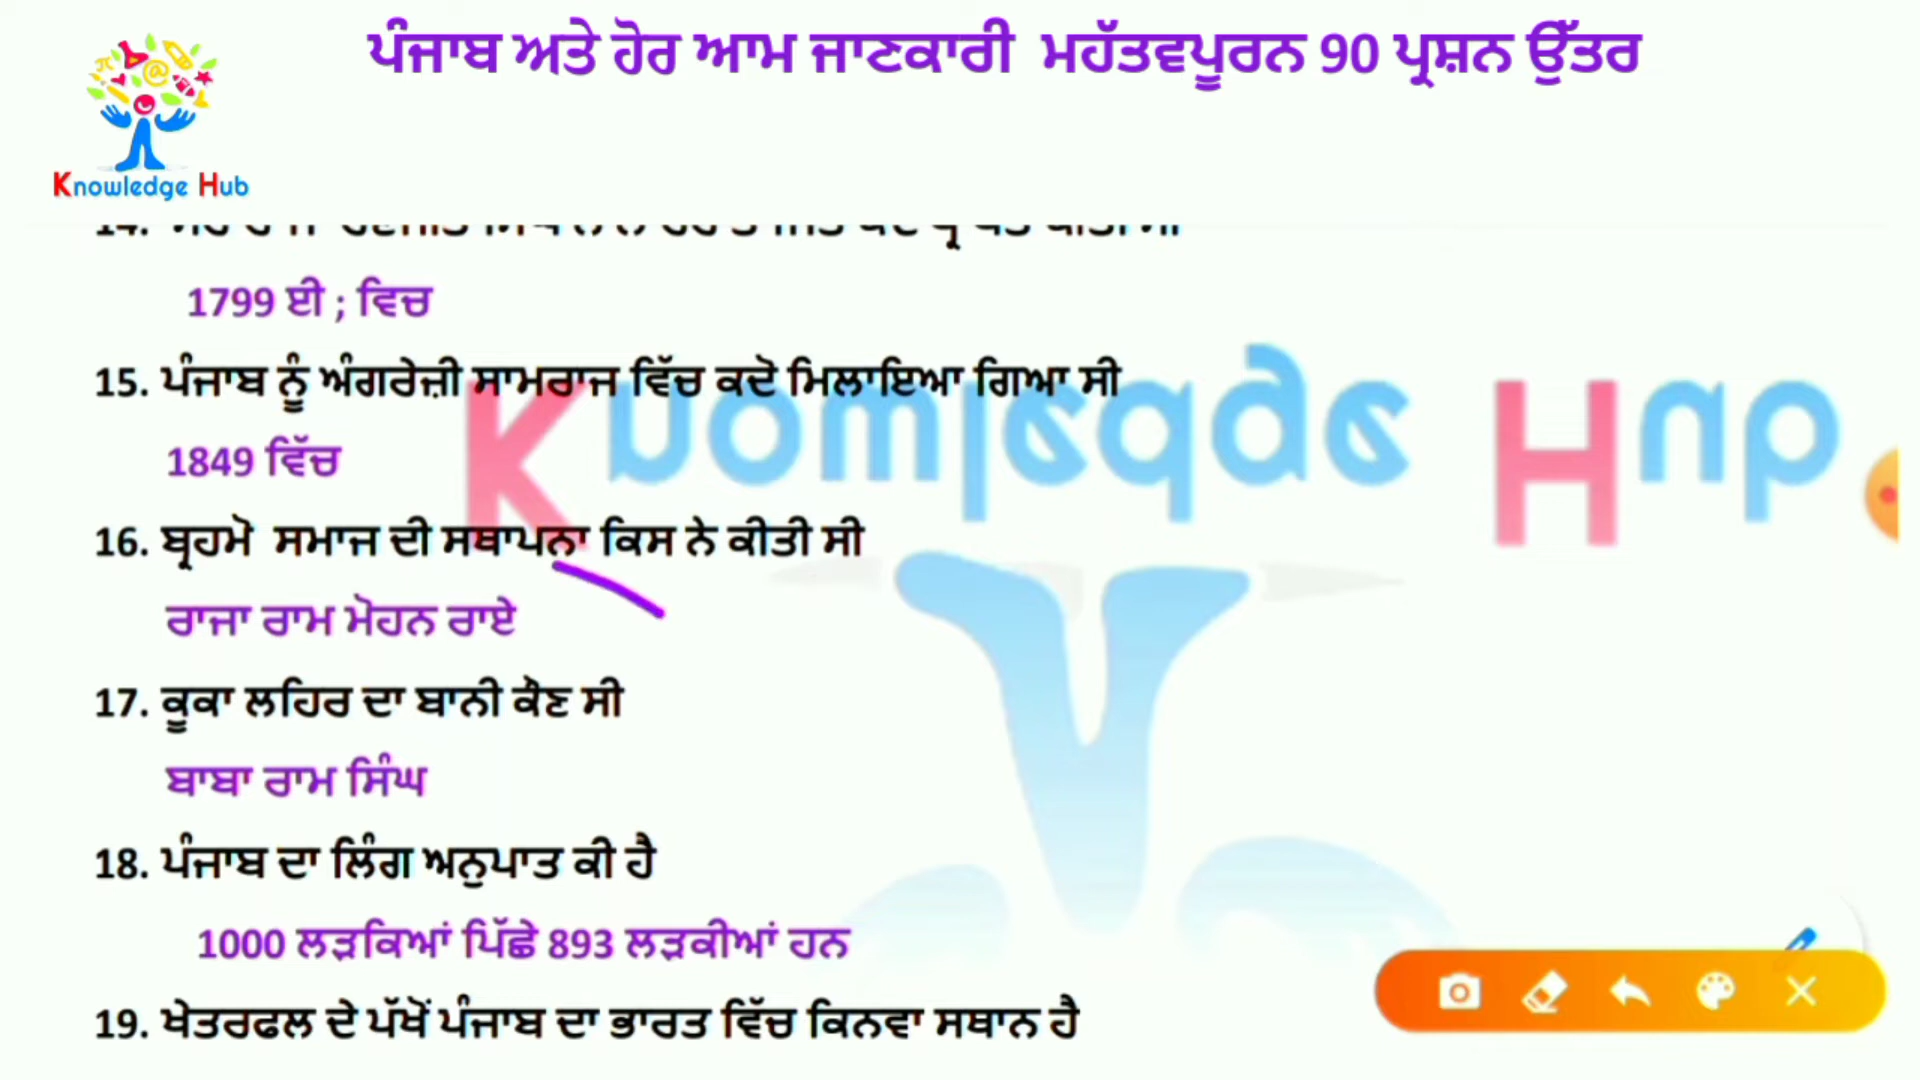 ਪੰਜਾਬ ਅਤੇ ਹੋਰ ਆਮ ਜਾਣਕਾਰੀ ਮਹੱਤਵਪੂਰਨ 90 ਪ੍ਰਸ਼ਨ ਉੱਤਰ
Knowledge Hub
1799 ਈ ; ਵਿਚ
15. ਪੰਜਾਬ ਨੂੰ ਅੰਗਰੇਜ਼ੀ ਸਾਮਰਾਜ ਵਿੱਚ ਕਦੋ ਮਿਲਾਇਆ ਗਿਆ ਸੀ
1849 ਵਿੱਚ
16. ਬ੍ਰਹਮੋ ਸਮਾਜ ਦੀ ਸਥਾਪਨਾ ਕਿਸ ਨੇ ਕੀਤੀ ਸੀ
ਰਾਜਾ ਰਾਮ ਮੋਹਨ ਰਾਏ
17. ਕੂਕਾ ਲਹਿਰ ਦਾ ਬਾਨੀ ਕੌਣ ਸੀ
ਬਾਬਾ ਰਾਮ ਸਿੰਘ
18. ਪੰਜਾਬ ਦਾ ਲਿੰਗ ਅਨੁਪਾਤ ਕੀ ਹੈ
1000 ਲੜਕਿਆਂ ਪਿੱਛੇ 893 ਲੜਕੀਆਂ ਹਨ
19. ਖੇਤਰਫਲ ਦੇ ਪੱਖੋਂ ਪੰਜਾਬ ਦਾ ਭਾਰਤ ਵਿੱਚ ਕਿਨਵਾ ਸਥਾਨ ਹੈ